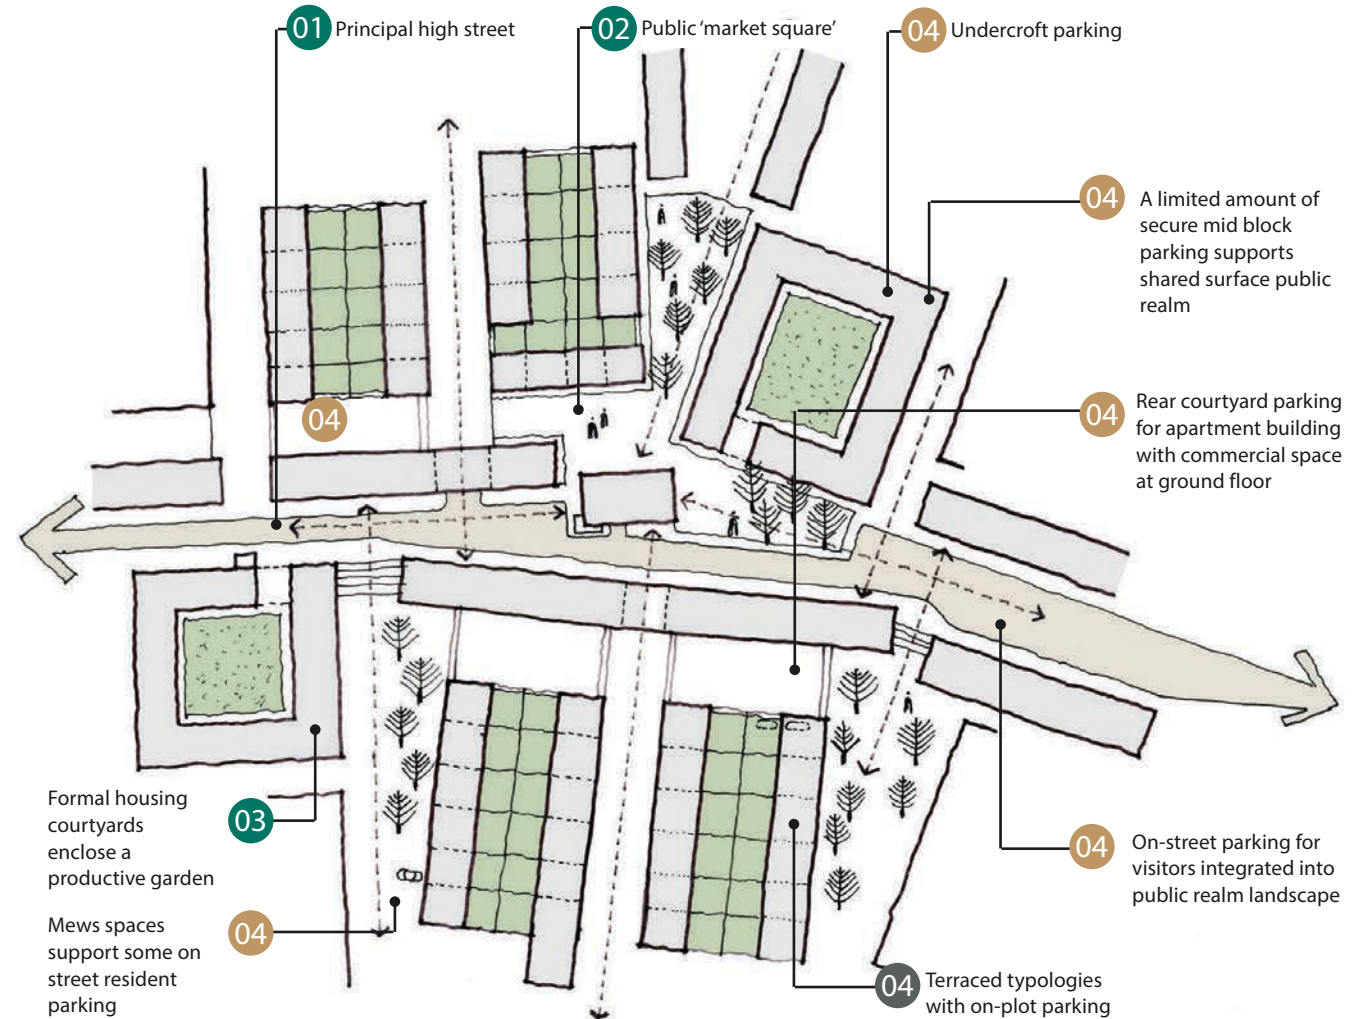 01 Principal high street
02 Public ‘market square’
04 Undercroft parking
04 A limited amount of
secure mid block
parking supports
shared surface public
realm
04 Rear courtyard parking
for apartment building
with commercial space
at ground floor
04
Formal housing
courtyards
enclose a
productive garden
03
Mews spaces
support some on
street resident
parking
04
04 On-street parking for
visitors integrated into
public realm landscape
04 Terraced typologies
with on-plot parking